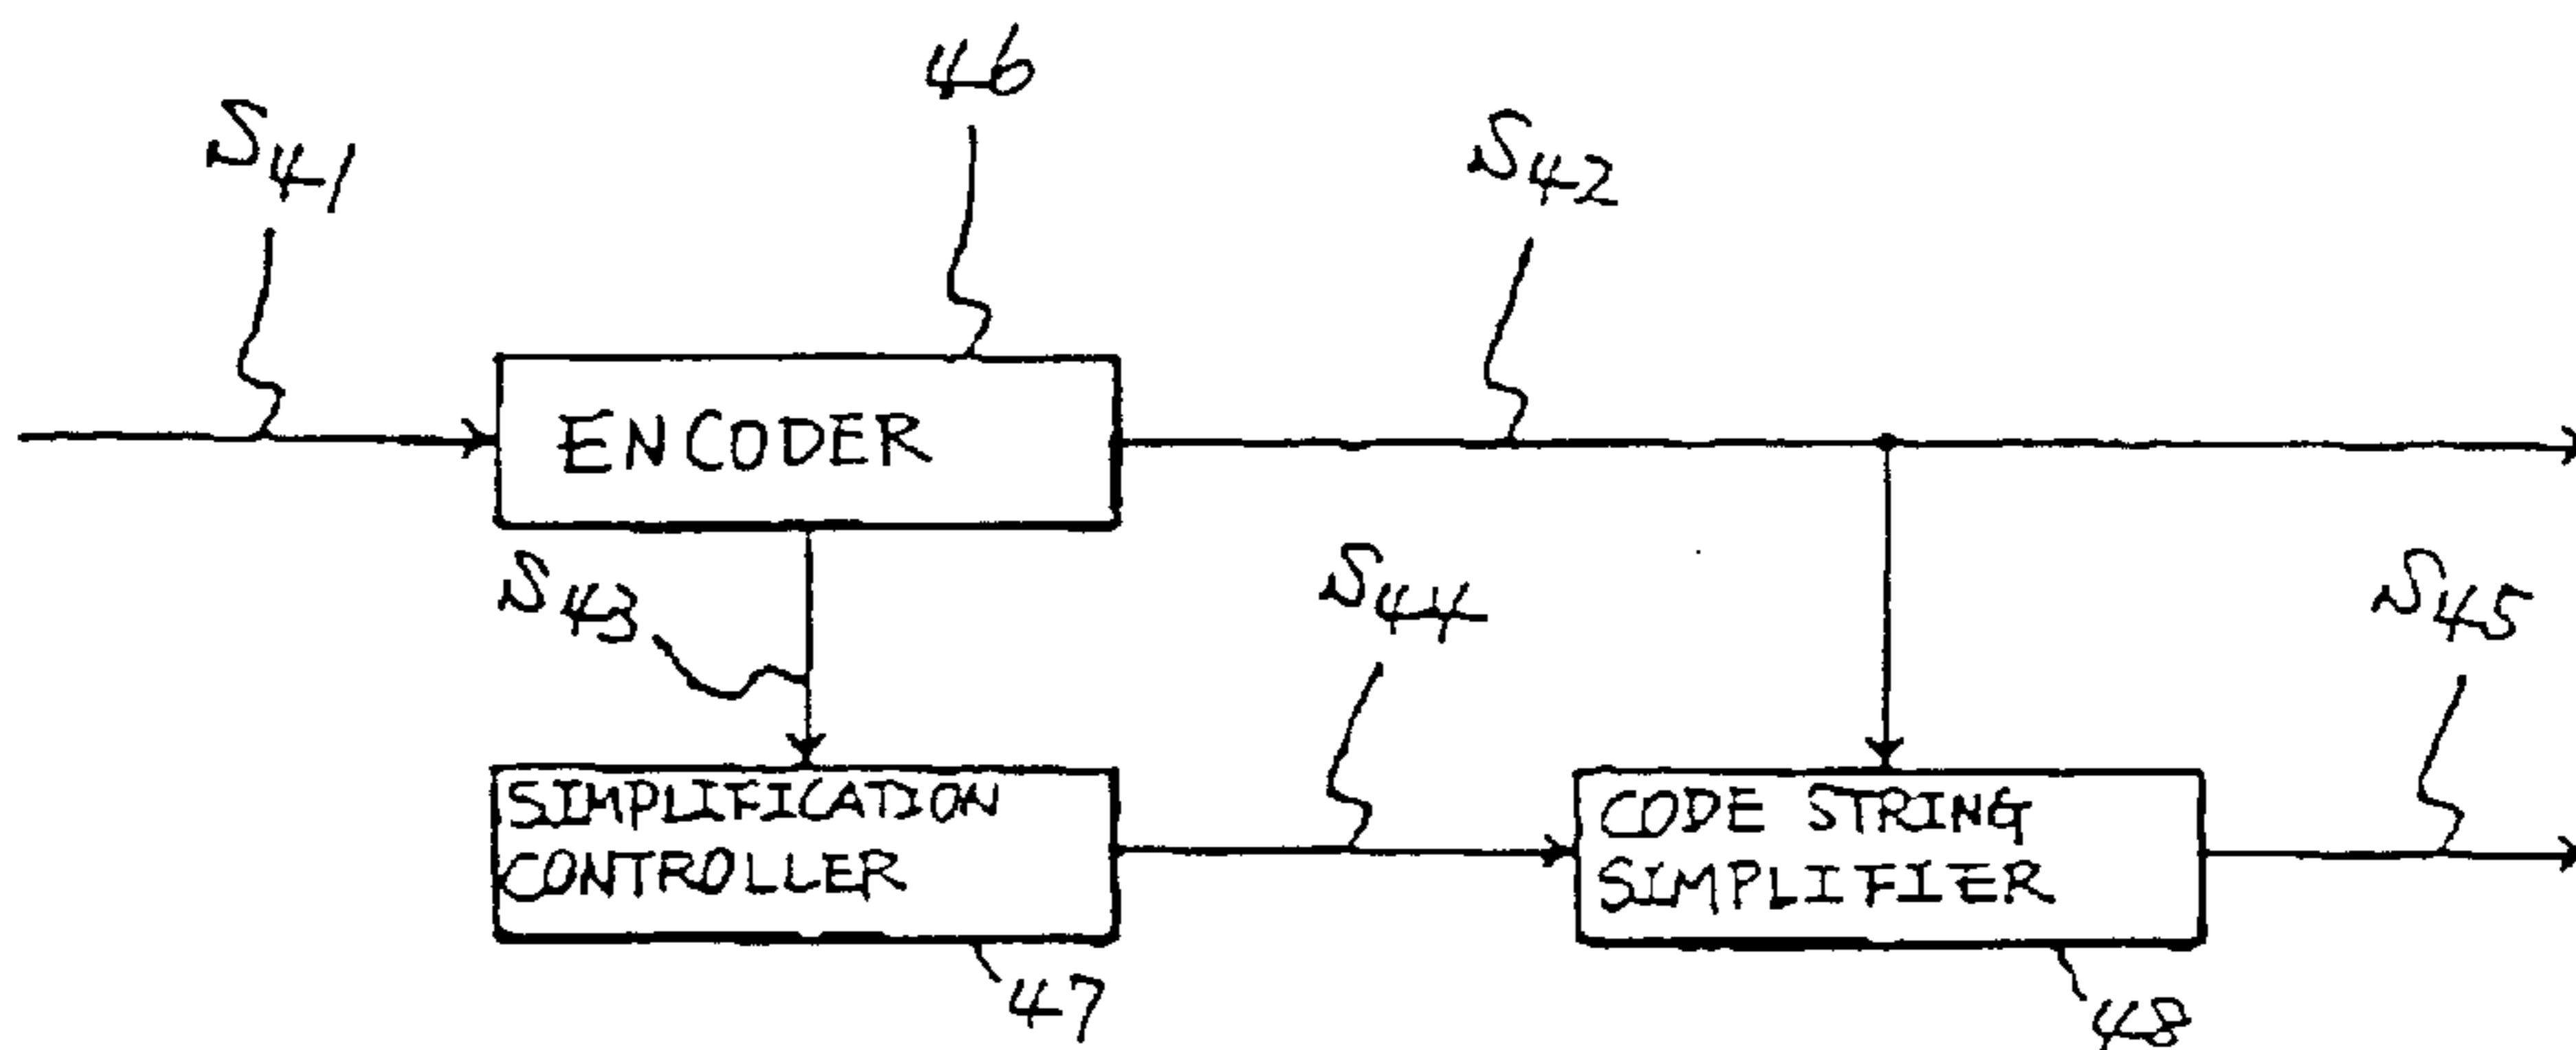 46
S41
S42
ENCODER
S43
S44
S45
SIMPLIFICATION
CONTROLLER
CODE STRING
SIMPLIFIER
47
48